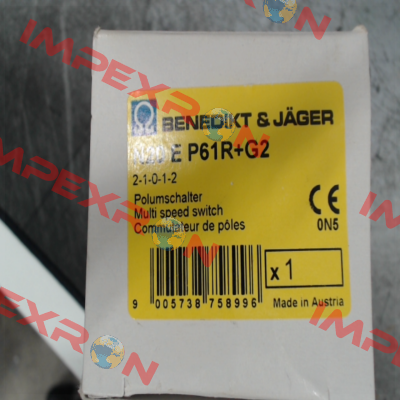 IMPEXRON
BENEDIKT & JÄGER
E P61R+G2
2-1-0-1-2
Polumschalter
Multi speed switch
Commutateur de pôles
CE
0N5
x 1
9 005738 758996
Made in Austria
IMPEXRON